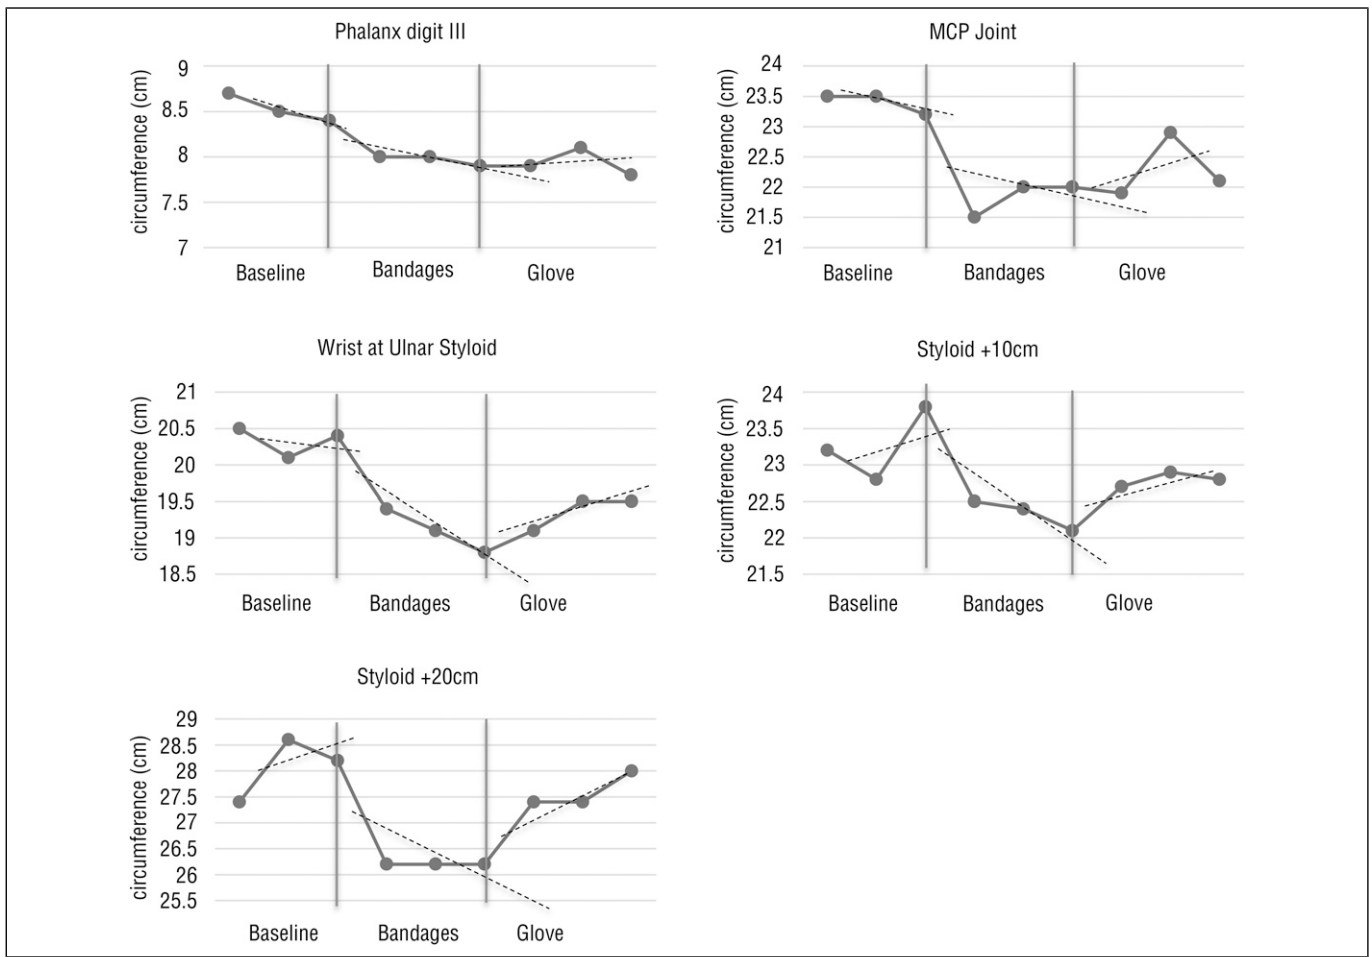 Phalanx digit III
circumference (cm)
9
8.5
8
7.5
7
Baseline
Bandages
Glove
MCP Joint
circumference (cm)
24
23.5
23
22.5
22
21.5
21
Baseline
Bandages
Glove
Wrist at Ulnar Styloid
circumference (cm)
21
20.5
20
19.5
19
18.5
Baseline
Bandages
Glove
Styloid +10cm
circumference (cm)
24
23.5
23
22.5
22
21.5
Baseline
Bandages
Glove
Styloid +20cm
circumference (cm)
29
28.5
28
27.5
27
26.5
26
25.5
Baseline
Bandages
Glove